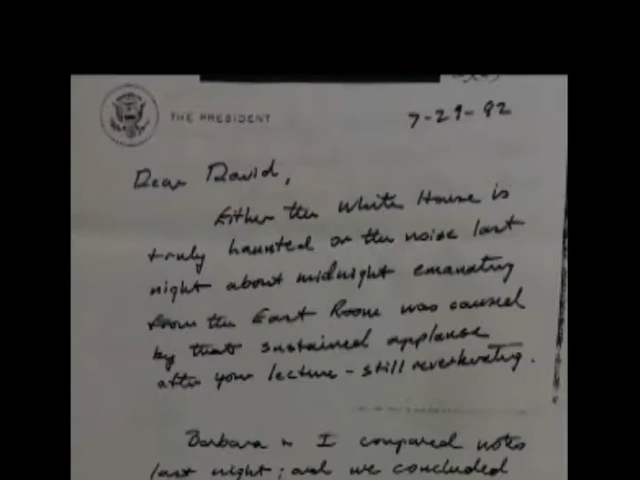 THE PRESIDENT
7-29-92
Dear David,
Either the White House is
truly haunted or the noise last
night about midnight emanating
from the East Room was caused
by that sustained applause
after your lecture - still reverberating.
Barbara & I compared notes
last night; and we concluded